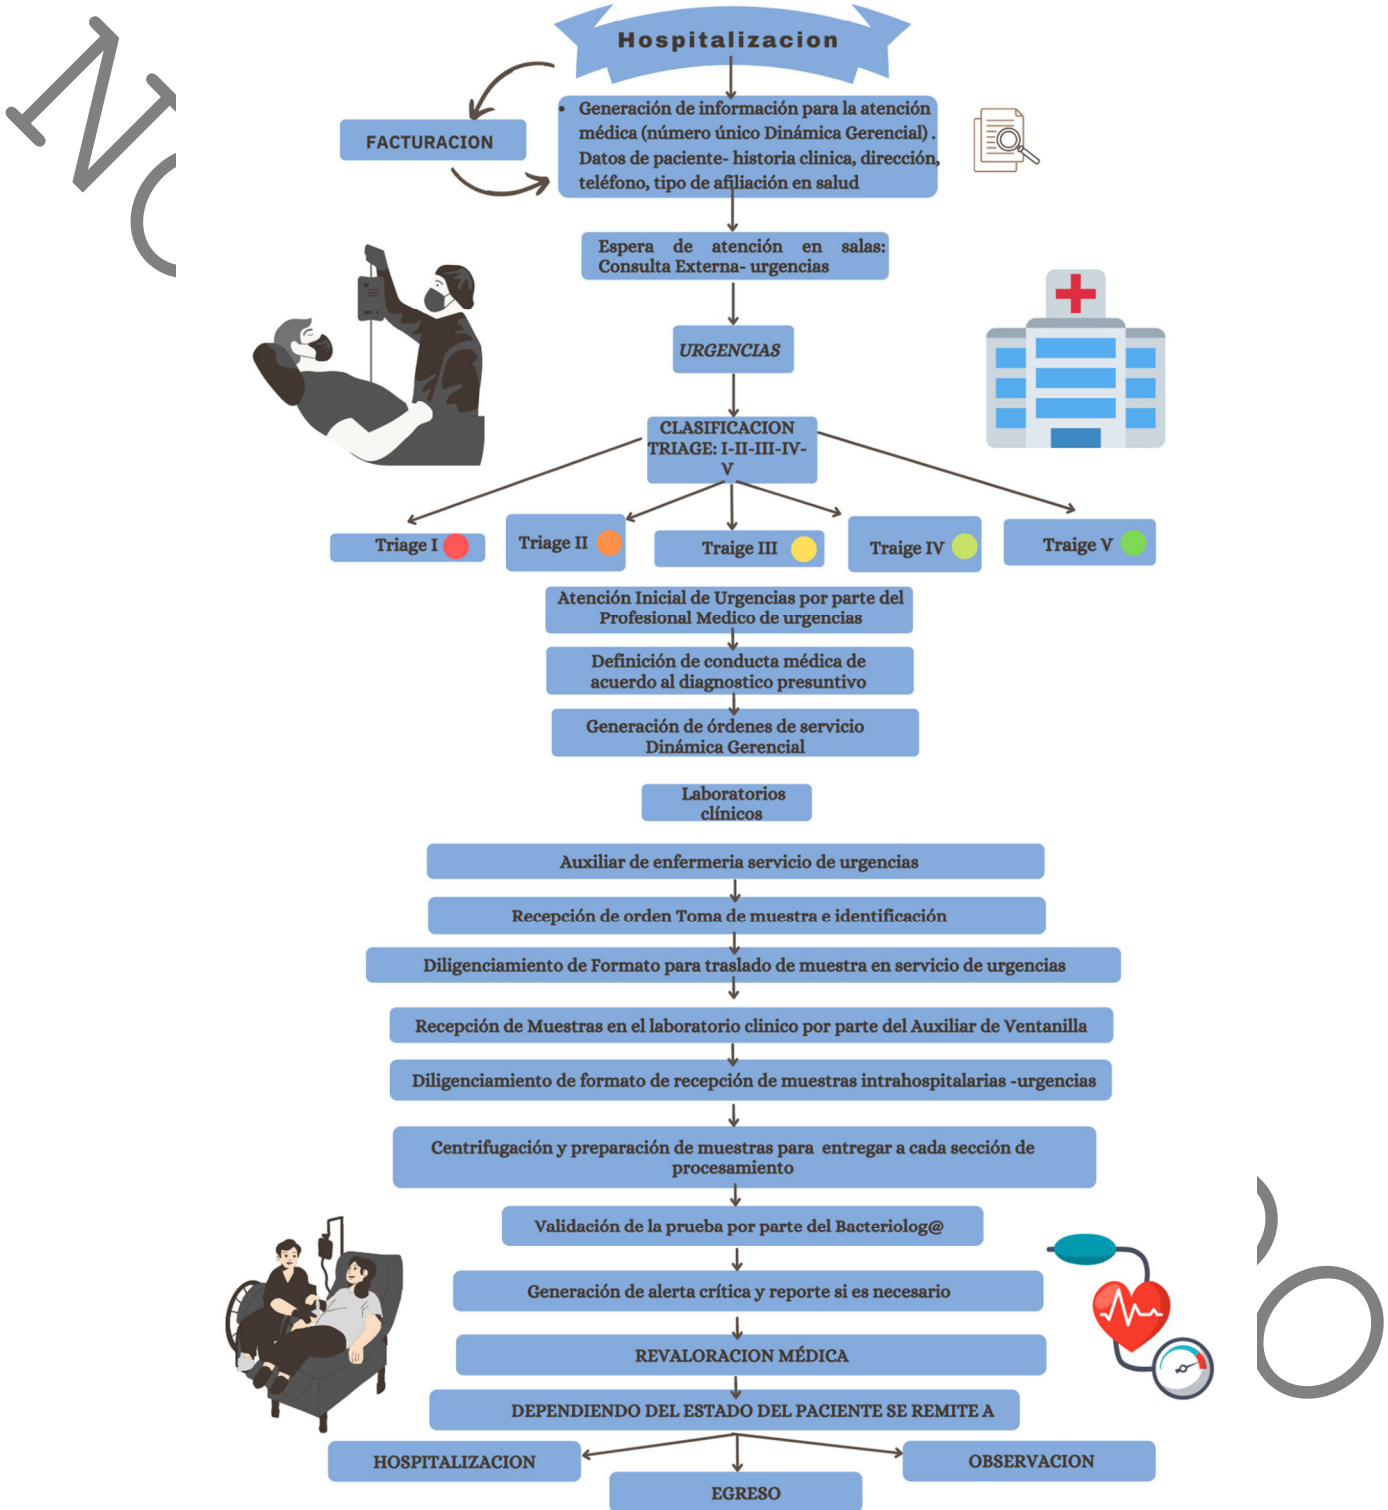 Hospitalizacion
FACTURACION
• Generación de información para la atención
médica (número único Dinámica Gerencial) .
Datos de paciente- historia clinica, dirección,
teléfono, tipo de afiliación en salud
Espera de atención en salas:
Consulta Externa- urgencias
URGENCIAS
CLASIFICACION
TRIAGE: I-II-III-IV-
V
Triage I
Triage II
Traige III
Traige IV
Traige V
Atención Inicial de Urgencias por parte del
Profesional Medico de urgencias
Definición de conducta médica de
acuerdo al diagnostico presuntivo
Generación de órdenes de servicio
Dinámica Gerencial
Laboratorios
clínicos
Auxiliar de enfermeria servicio de urgencias
Recepción de orden Toma de muestra e identificación
Diligenciamiento de Formato para traslado de muestra en servicio de urgencias
Recepción de Muestras en el laboratorio clinico por parte del Auxiliar de Ventanilla
Diligenciamiento de formato de recepción de muestras intrahospitalarias -urgencias
Centrifugación y preparación de muestras para entregar a cada sección de
procesamiento
Validación de la prueba por parte del Bacteriolog@
Generación de alerta crítica y reporte si es necesario
REVALORACION MÉDICA
DEPENDIENDO DEL ESTADO DEL PACIENTE SE REMITE A
HOSPITALIZACION
OBSERVACION
EGRESO